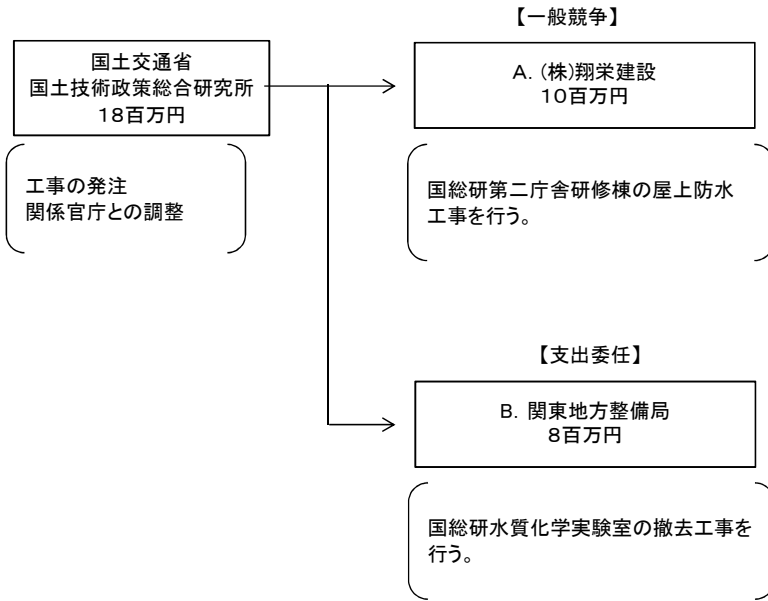 国土交通省
国土技術政策総合研究所
18百万円
工事の発注
関係官庁との調整
【一般競争】
A．(株)翔栄建設
10百万円
国総研第二庁舎研修棟の屋上防水
工事を行う。
【支出委任】
B．関東地方整備局
8百万円
国総研水質化学実験室の撤去工事を
行う。